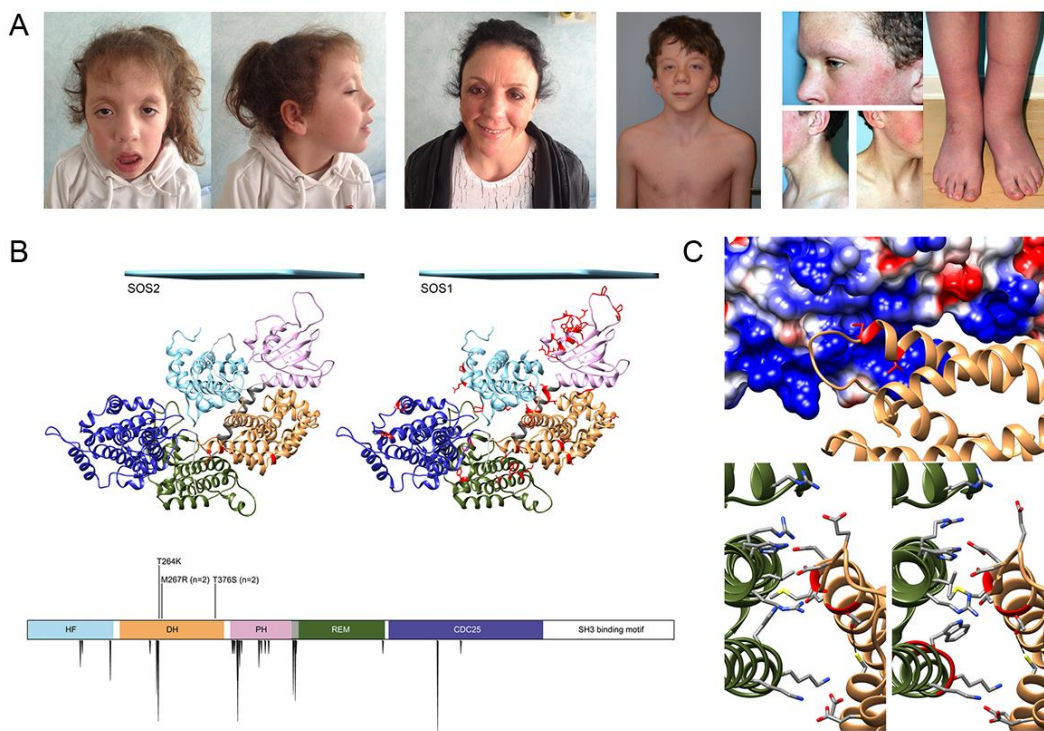 A
B
SOS2
SOS1
C
T264K
M267R (n=2)
T376S (n=2)
HF
DH
PH
REM
CDC25
SH3 binding motif